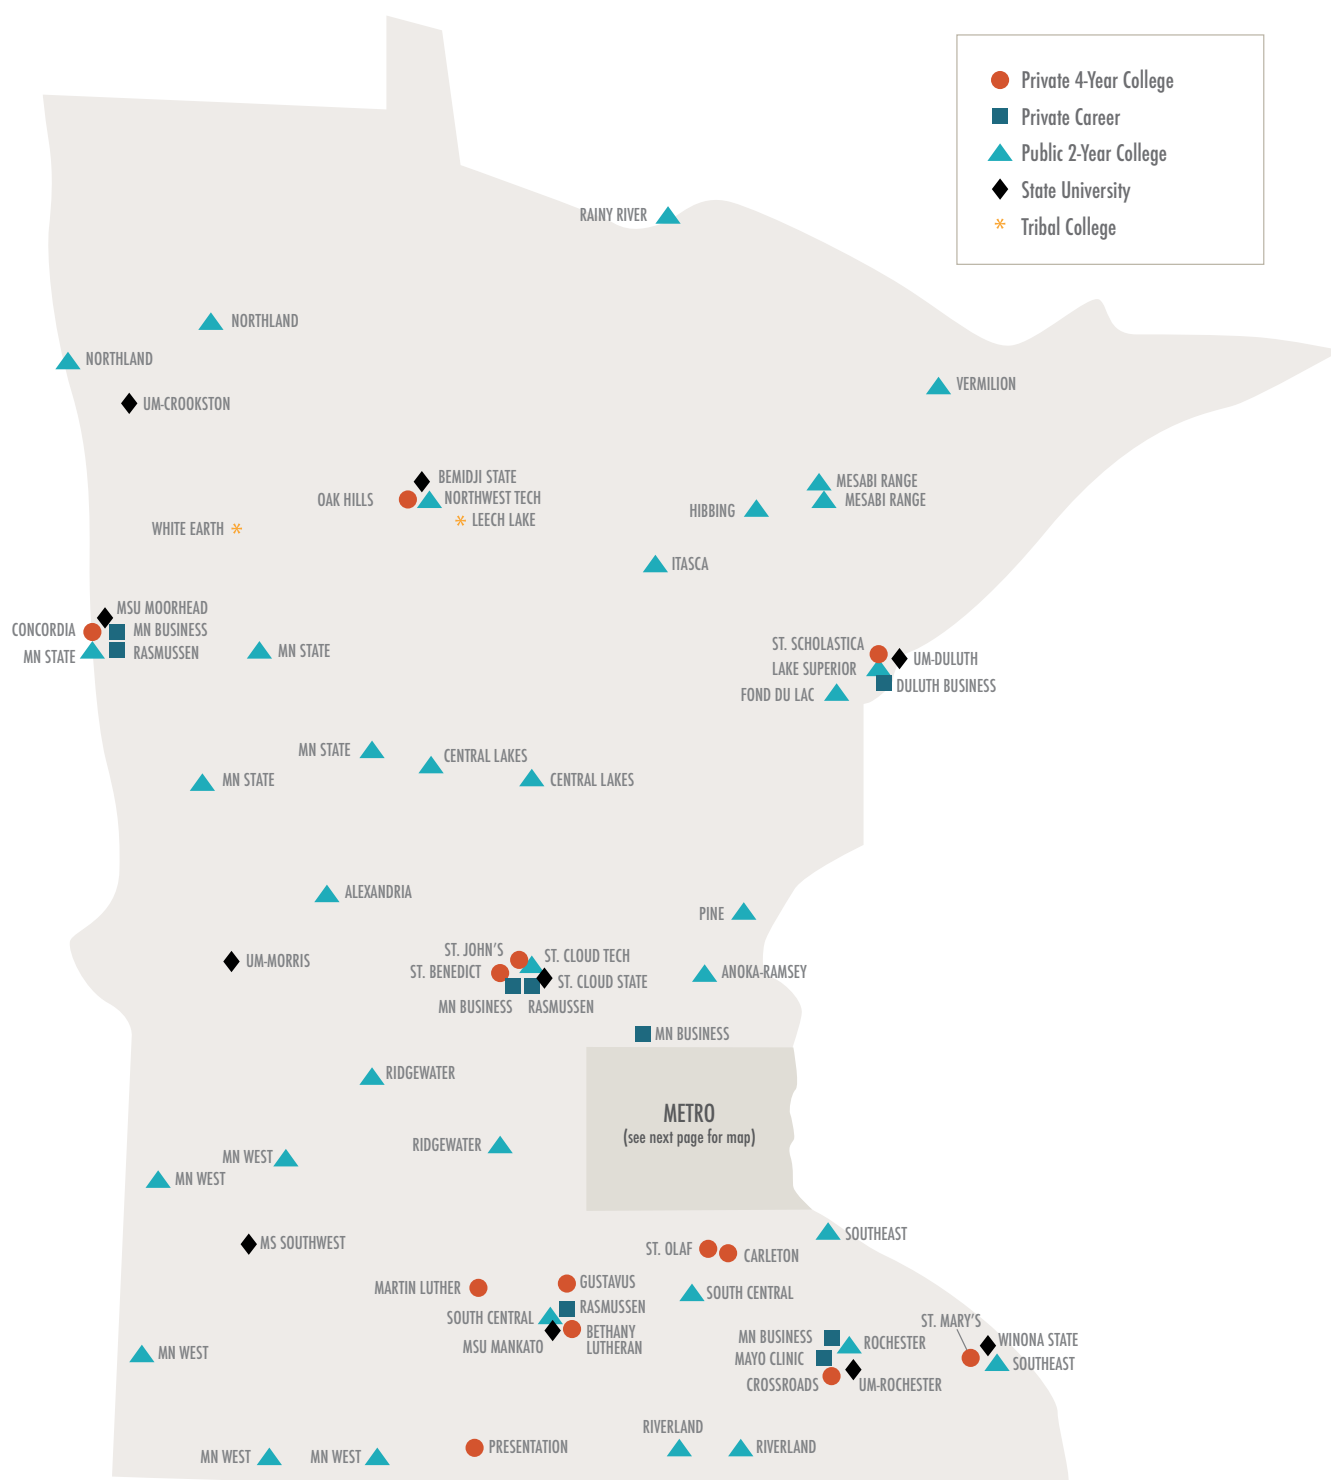 Private 4-Year College
Private Career
Public 2-Year College
State University
* Tribal College
RAINY RIVER
NORTHLAND
NORTHLAND
VERMILION
UM-CROOKSTON
BEMIDJI STATE
OAK HILLS
NORTHWEST TECH
* LEECH LAKE
WHITE EARTH *
MESABI RANGE
MESABI RANGE
HIBBING
ITASCA
MSU MOORHEAD
CONCORDIA
MN BUSINESS
MN STATE
RASMUSSEN
MN STATE
ST. SCHOLASTICA
UM-DULUTH
LAKE SUPERIOR
DULUTH BUSINESS
FOND DU LAC
MN STATE
CENTRAL LAKES
MN STATE
CENTRAL LAKES
ALEXANDRIA
PINE
ST. JOHN'S
ST. CLOUD TECH
UM-MORRIS
ST. BENEDICT
ST. CLOUD STATE
ANOKA-RAMSEY
MN BUSINESS
RASMUSSEN
MN BUSINESS
RIDGEWATER
METRO
(see next page for map)
RIDGEWATER
MN WEST
MN WEST
MS SOUTHWEST
SOUTHEAST
ST. OLAF
CARLETON
MARTIN LUTHER
GUSTAVUS
SOUTH CENTRAL
RASMUSSEN
SOUTH CENTRAL
BETHANY
LUTHERAN
MSU MANKATO
ST. MARY'S
MN BUSINESS
ROCHESTER
WINONA STATE
MAYO CLINIC
SOUTHEAST
CROSSROADS
UM-ROCHESTER
MN WEST
RIVERLAND
MN WEST
MN WEST
PRESENTATION
RIVERLAND